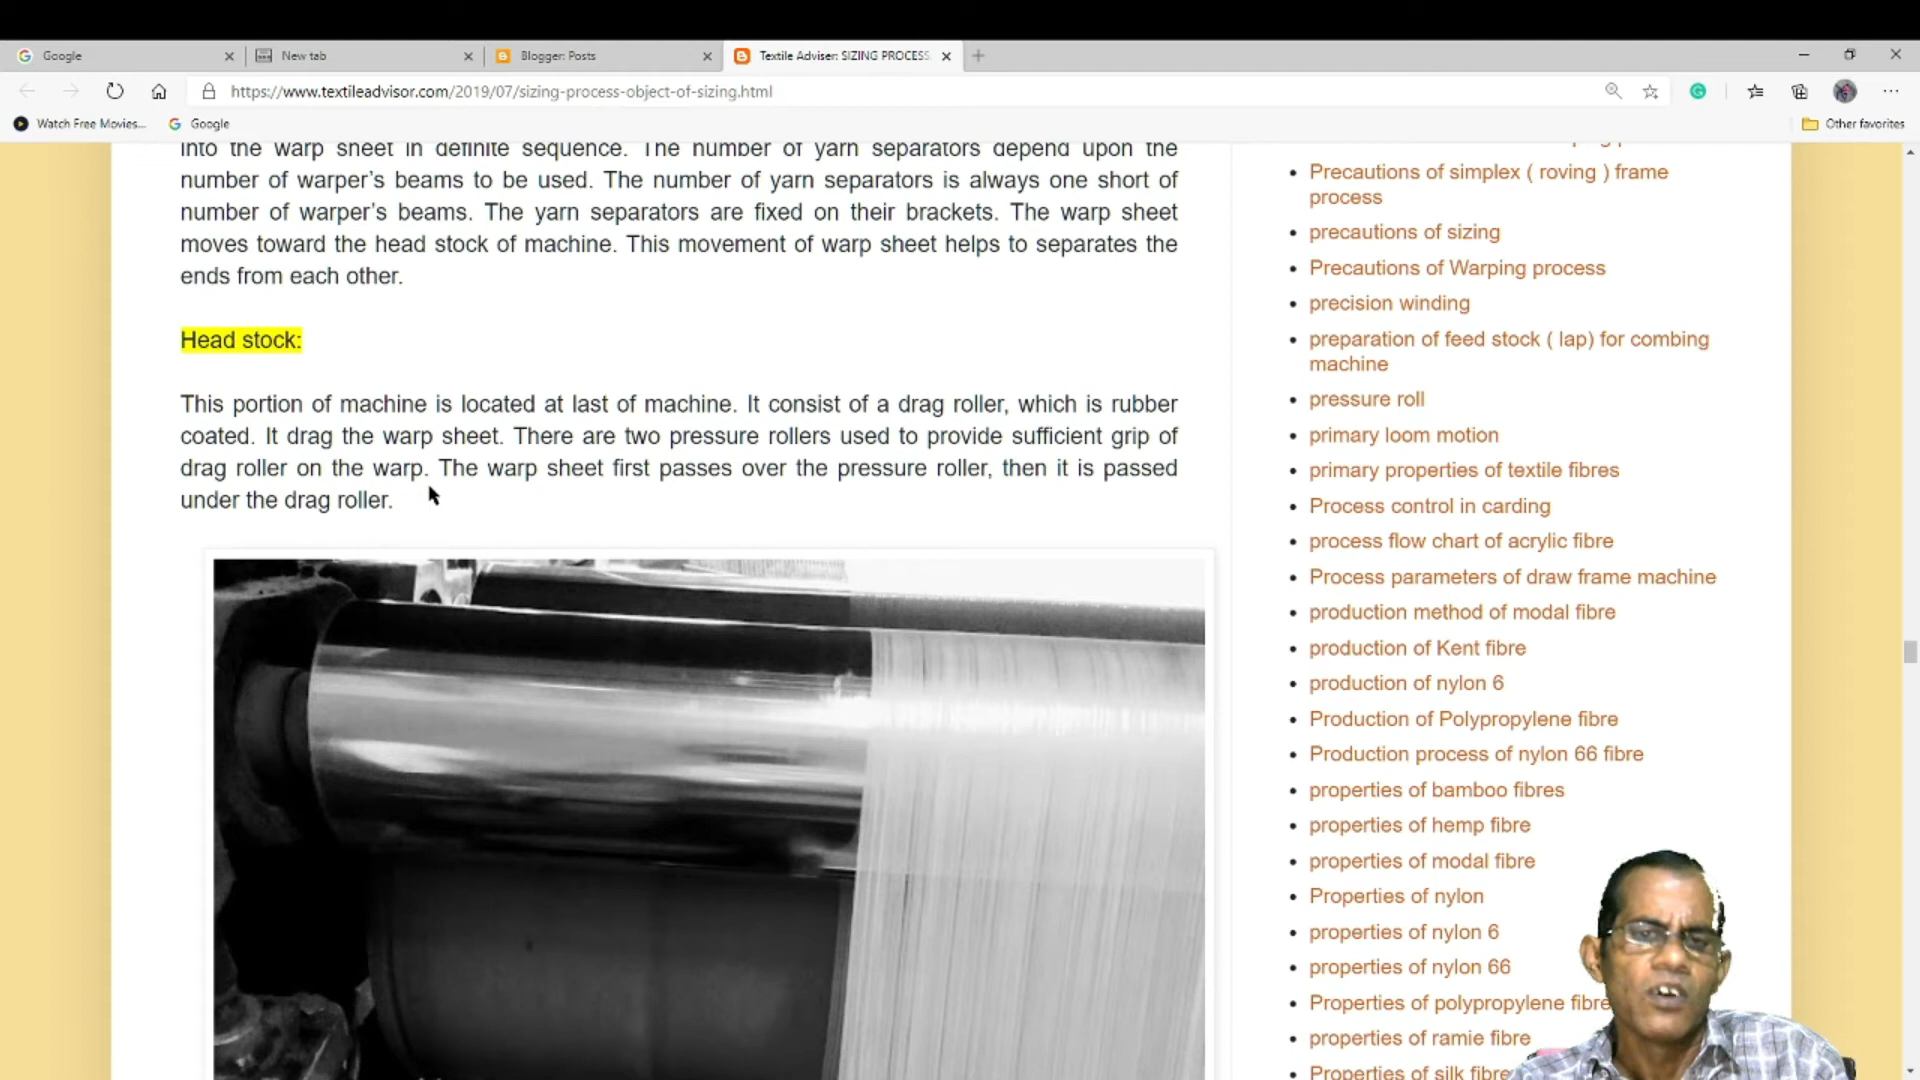 Google
New tab
Blogger: Posts
Textile Adviser: SIZING PROCESS,
https://www.textileadvisor.com/2019/07/sizing-process-object-of-sizing.html
Watch Free Movies...
Google
Other favorites
into the warp sheet in definite sequence. The number of yarn separators depend upon the
number of warper's beams to be used. The number of yarn separators is always one short of
number of warper's beams. The yarn separators are fixed on their brackets. The warp sheet
moves toward the head stock of machine. This movement of warp sheet helps to separates the
ends from each other.
Head stock:
This portion of machine is located at last of machine. It consist of a drag roller, which is rubber
coated. It drag the warp sheet. There are two pressure rollers used to provide sufficient grip of
drag roller on the warp. The warp sheet first passes over the pressure roller, then it is passed
under the drag roller.
Precautions of simplex ( roving ) frame
process
precautions of sizing
Precautions of Warping process
precision winding
preparation of feed stock ( lap) for combing
machine
pressure roll
primary loom motion
primary properties of textile fibres
Process control in carding
process flow chart of acrylic fibre
Process parameters of draw frame machine
production method of modal fibre
production of Kent fibre
production of nylon 6
Production of Polypropylene fibre
Production process of nylon 66 fibre
properties of bamboo fibres
properties of hemp fibre
properties of modal fibre
Properties of nylon
properties of nylon 6
properties of nylon 66
Properties of polypropylene fibre
properties of ramie fibre
Properties of silk fibre